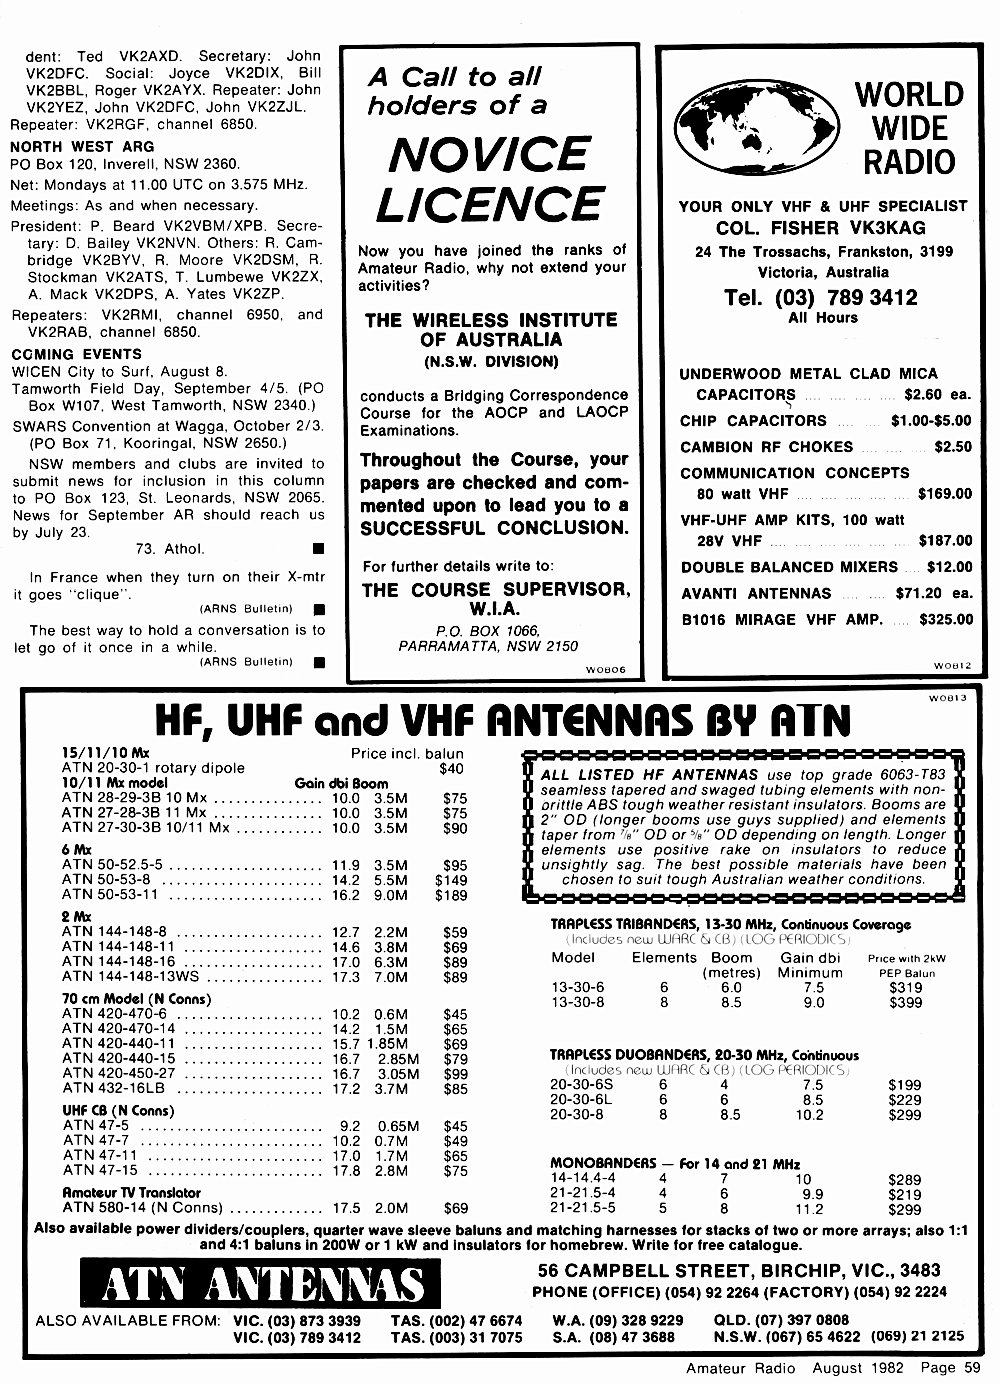 dent: Ted VK2AXD. Secretary: John
VK2DFC. Social: Joyce VK2DIX, Bill
VK2BBL, Roger VK2AYX. Repeater: John
VK2YEZ, John VK2DFC, John VK2ZJL.
Repeater: VK2RGF, channel 6850.
NORTH WEST ARG
PO Box 120, Inverell, NSW 2360.
Net: Mondays at 11.00 UTC on 3.575 MHz.
Meetings: As and when necessary.
President: P. Beard VK2VBM/XPB. Secre-
tary: D. Bailey VK2NVN. Others: R. Cam-
bridge VK2BYV, R. Moore VK2DSM, R.
Stockman VK2ATS, T. Lumbewe VK2ZX,
A. Mack VK2DPS, A. Yates VK2ZP.
Repeaters: VK2RMI, channel 6950, and
VK2RAB, channel 6850.
COMING EVENTS
WICEN City to Surf, August 8.
Tamworth Field Day, September 4/5. (PO
Box W107, West Tamworth, NSW 2340.)
SWARS Convention at Wagga, October 2/3.
(PO Box 71, Kooringal, NSW 2650.)
NSW members and clubs are invited to
submit news for inclusion in this column
to PO Box 123, St. Leonards, NSW 2065.
News for September AR should reach us
by July 23.
73. Athol. ■
In France when they turn on their X-mtr
it goes "clique".
(ARNS Bulletin) ■
The best way to hold a conversation is to
let go of it once in a while.
(ARNS Bulletin) ■
A Call to all
holders of a
NOVICE
LICENCE
Now you have joined the ranks of
Amateur Radio, why not extend your
activities?
THE WIRELESS INSTITUTE
OF AUSTRALIA
(N.S.W. DIVISION)
conducts a Bridging Correspondence
Course for the AOCP and LAOCP
Examinations.
Throughout the Course, your
papers are checked and com-
mented upon to lead you to a
SUCCESSFUL CONCLUSION.
For further details write to:
THE COURSE SUPERVISOR,
W.I.A.
P.O. BOX 1066,
PARRAMATTA, NSW 2150
WO806
WORLD
WIDE
RADIO
YOUR ONLY VHF & UHF SPECIALIST
COL. FISHER VK3KAG
24 The Trossachs, Frankston, 3199
Victoria, Australia
Tel. (03) 789 3412
All Hours
UNDERWOOD METAL CLAD MICA
CAPACITORS .... .... .... $2.60 ea.
CHIP CAPACITORS .... .... $1.00-$5.00
CAMBION RF CHOKES .... $2.50
COMMUNICATION CONCEPTS
80 watt VHF .... .... .... $169.00
VHF-UHF AMP KITS, 100 watt
28V VHF .... .... .... .... $187.00
DOUBLE BALANCED MIXERS .... $12.00
AVANTI ANTENNAS .... .... $71.20 ea.
B1016 MIRAGE VHF AMP. .... $325.00
WO812
WO813
HF, UHF and VHF ANTENNAS BY ATN
15/11/10 Mx Price incl. balun
ATN 20-30-1 rotary dipole $40
10/11 Mx model Gain dbi Boom
ATN 28-29-3B 10 Mx ............... 10.0 3.5M $75
ATN 27-28-3B 11 Mx ............... 10.0 3.5M $75
ATN 27-30-3B 10/11 Mx ............ 10.0 3.5M $90
6 Mx
ATN 50-52.5-5 .................... 11.9 3.5M $95
ATN 50-53-8 ...................... 14.2 5.5M $149
ATN 50-53-11 ..................... 16.2 9.0M $189
2 Mx
ATN 144-148-8 .................... 12.7 2.2M $59
ATN 144-148-11 ................... 14.6 3.8M $69
ATN 144-148-16 ................... 17.0 6.3M $89
ATN 144-148-13WS ................. 17.3 7.0M $89
70 cm Model (N Conns)
ATN 420-470-6 .................... 10.2 0.6M $45
ATN 420-470-14 ................... 14.2 1.5M $65
ATN 420-440-11 ................... 15.7 1.85M $69
ATN 420-440-15 ................... 16.7 2.85M $79
ATN 420-450-27 ................... 16.7 3.05M $99
ATN 432-16LB ..................... 17.2 3.7M $85
UHF CB (N Conns)
ATN 47-5 ......................... 9.2 0.65M $45
ATN 47-7 ......................... 10.2 0.7M $49
ATN 47-11 ........................ 17.0 1.7M $65
ATN 47-15 ........................ 17.8 2.8M $75
Amateur TV Translator
ATN 580-14 (N Conns) ............. 17.5 2.0M $69
ALL LISTED HF ANTENNAS use top grade 6063-T83
seamless tapered and swaged tubing elements with non-
orittle ABS tough weather resistant insulators. Booms are
2" OD (longer booms use guys supplied) and elements
taper from 7/8" OD or 5/8" OD depending on length. Longer
elements use positive rake on insulators to reduce
unsightly sag. The best possible materials have been
chosen to suit tough Australian weather conditions.
TRAPLESS TRIBANDERS, 13-30 MHz, Continuous Coverage
(Includes new WARC & CB) (LOG PERIODICS)
Model Elements Boom Gain dbi Price with 2kW
(metres) Minimum PEP Balun
13-30-6 6 6.0 7.5 $319
13-30-8 8 8.5 9.0 $399
TRAPLESS DUOBANDERS, 20-30 MHz, Continuous
(Includes new WARC & CB) (LOG PERIODICS)
20-30-6S 6 4 7.5 $199
20-30-6L 6 6 8.5 $229
20-30-8 8 8.5 10.2 $299
MONOBANDERS — For 14 and 21 MHz
14-14.4-4 4 7 10 $289
21-21.5-4 4 6 9.9 $219
21-21.5-5 5 8 11.2 $299
Also available power dividers/couplers, quarter wave sleeve baluns and matching harnesses for stacks of two or more arrays; also 1:1
and 4:1 baluns in 200W or 1 kW and insulators for homebrew. Write for free catalogue.
ATN ANTENNAS
56 CAMPBELL STREET, BIRCHIP, VIC., 3483
PHONE (OFFICE) (054) 92 2264 (FACTORY) (054) 92 2224
ALSO AVAILABLE FROM: VIC. (03) 873 3939 TAS. (002) 47 6674 W.A. (09) 328 9229 QLD. (07) 397 0808
VIC. (03) 789 3412 TAS. (003) 31 7075 S.A. (08) 47 3688 N.S.W. (067) 65 4622 (069) 21 2125
Amateur Radio August 1982 Page 59